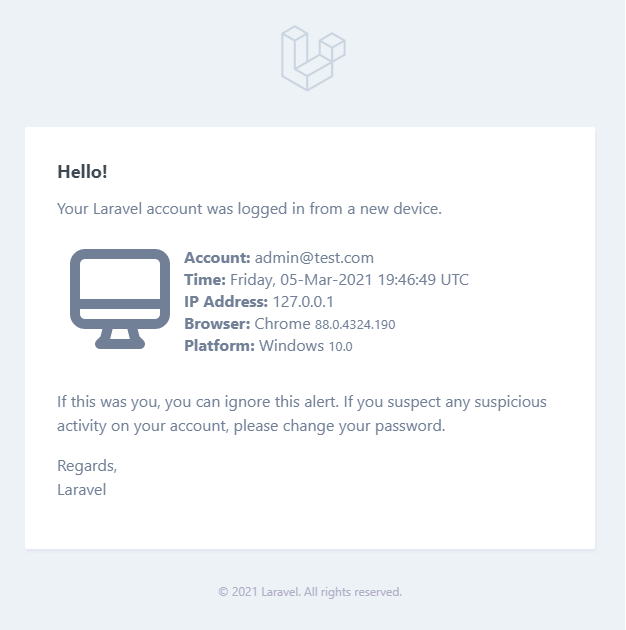 Hello!
Your Laravel account was logged in from a new device.
Account: admin@test.com
Time: Friday, 05-Mar-2021 19:46:49 UTC
IP Address: 127.0.0.1
Browser: Chrome 88.0.4324.190
Platform: Windows 10.0
If this was you, you can ignore this alert. If you suspect any suspicious
activity on your account, please change your password.
Regards,
Laravel
© 2021 Laravel. All rights reserved.